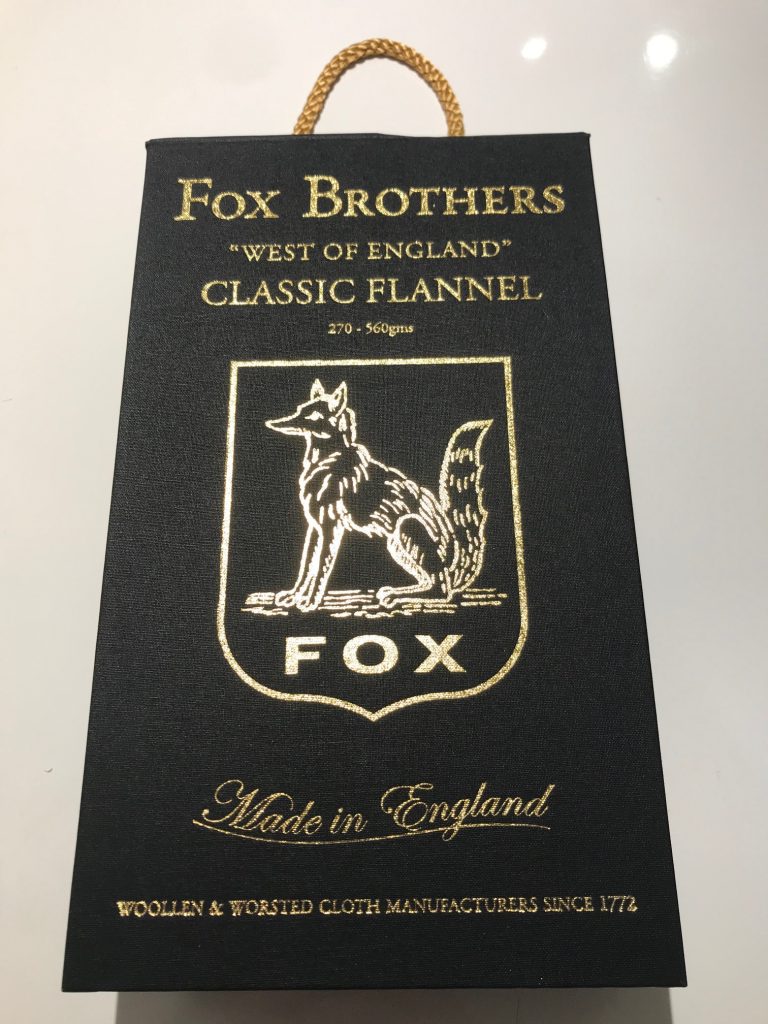 FOX BROTHERS
“WEST OF ENGLAND”
CLASSIC FLANNEL
270 - 560gms
FOX
Made in England
WOOLLEN & WORSTED CLOTH MANUFACTURERS SINCE 1772